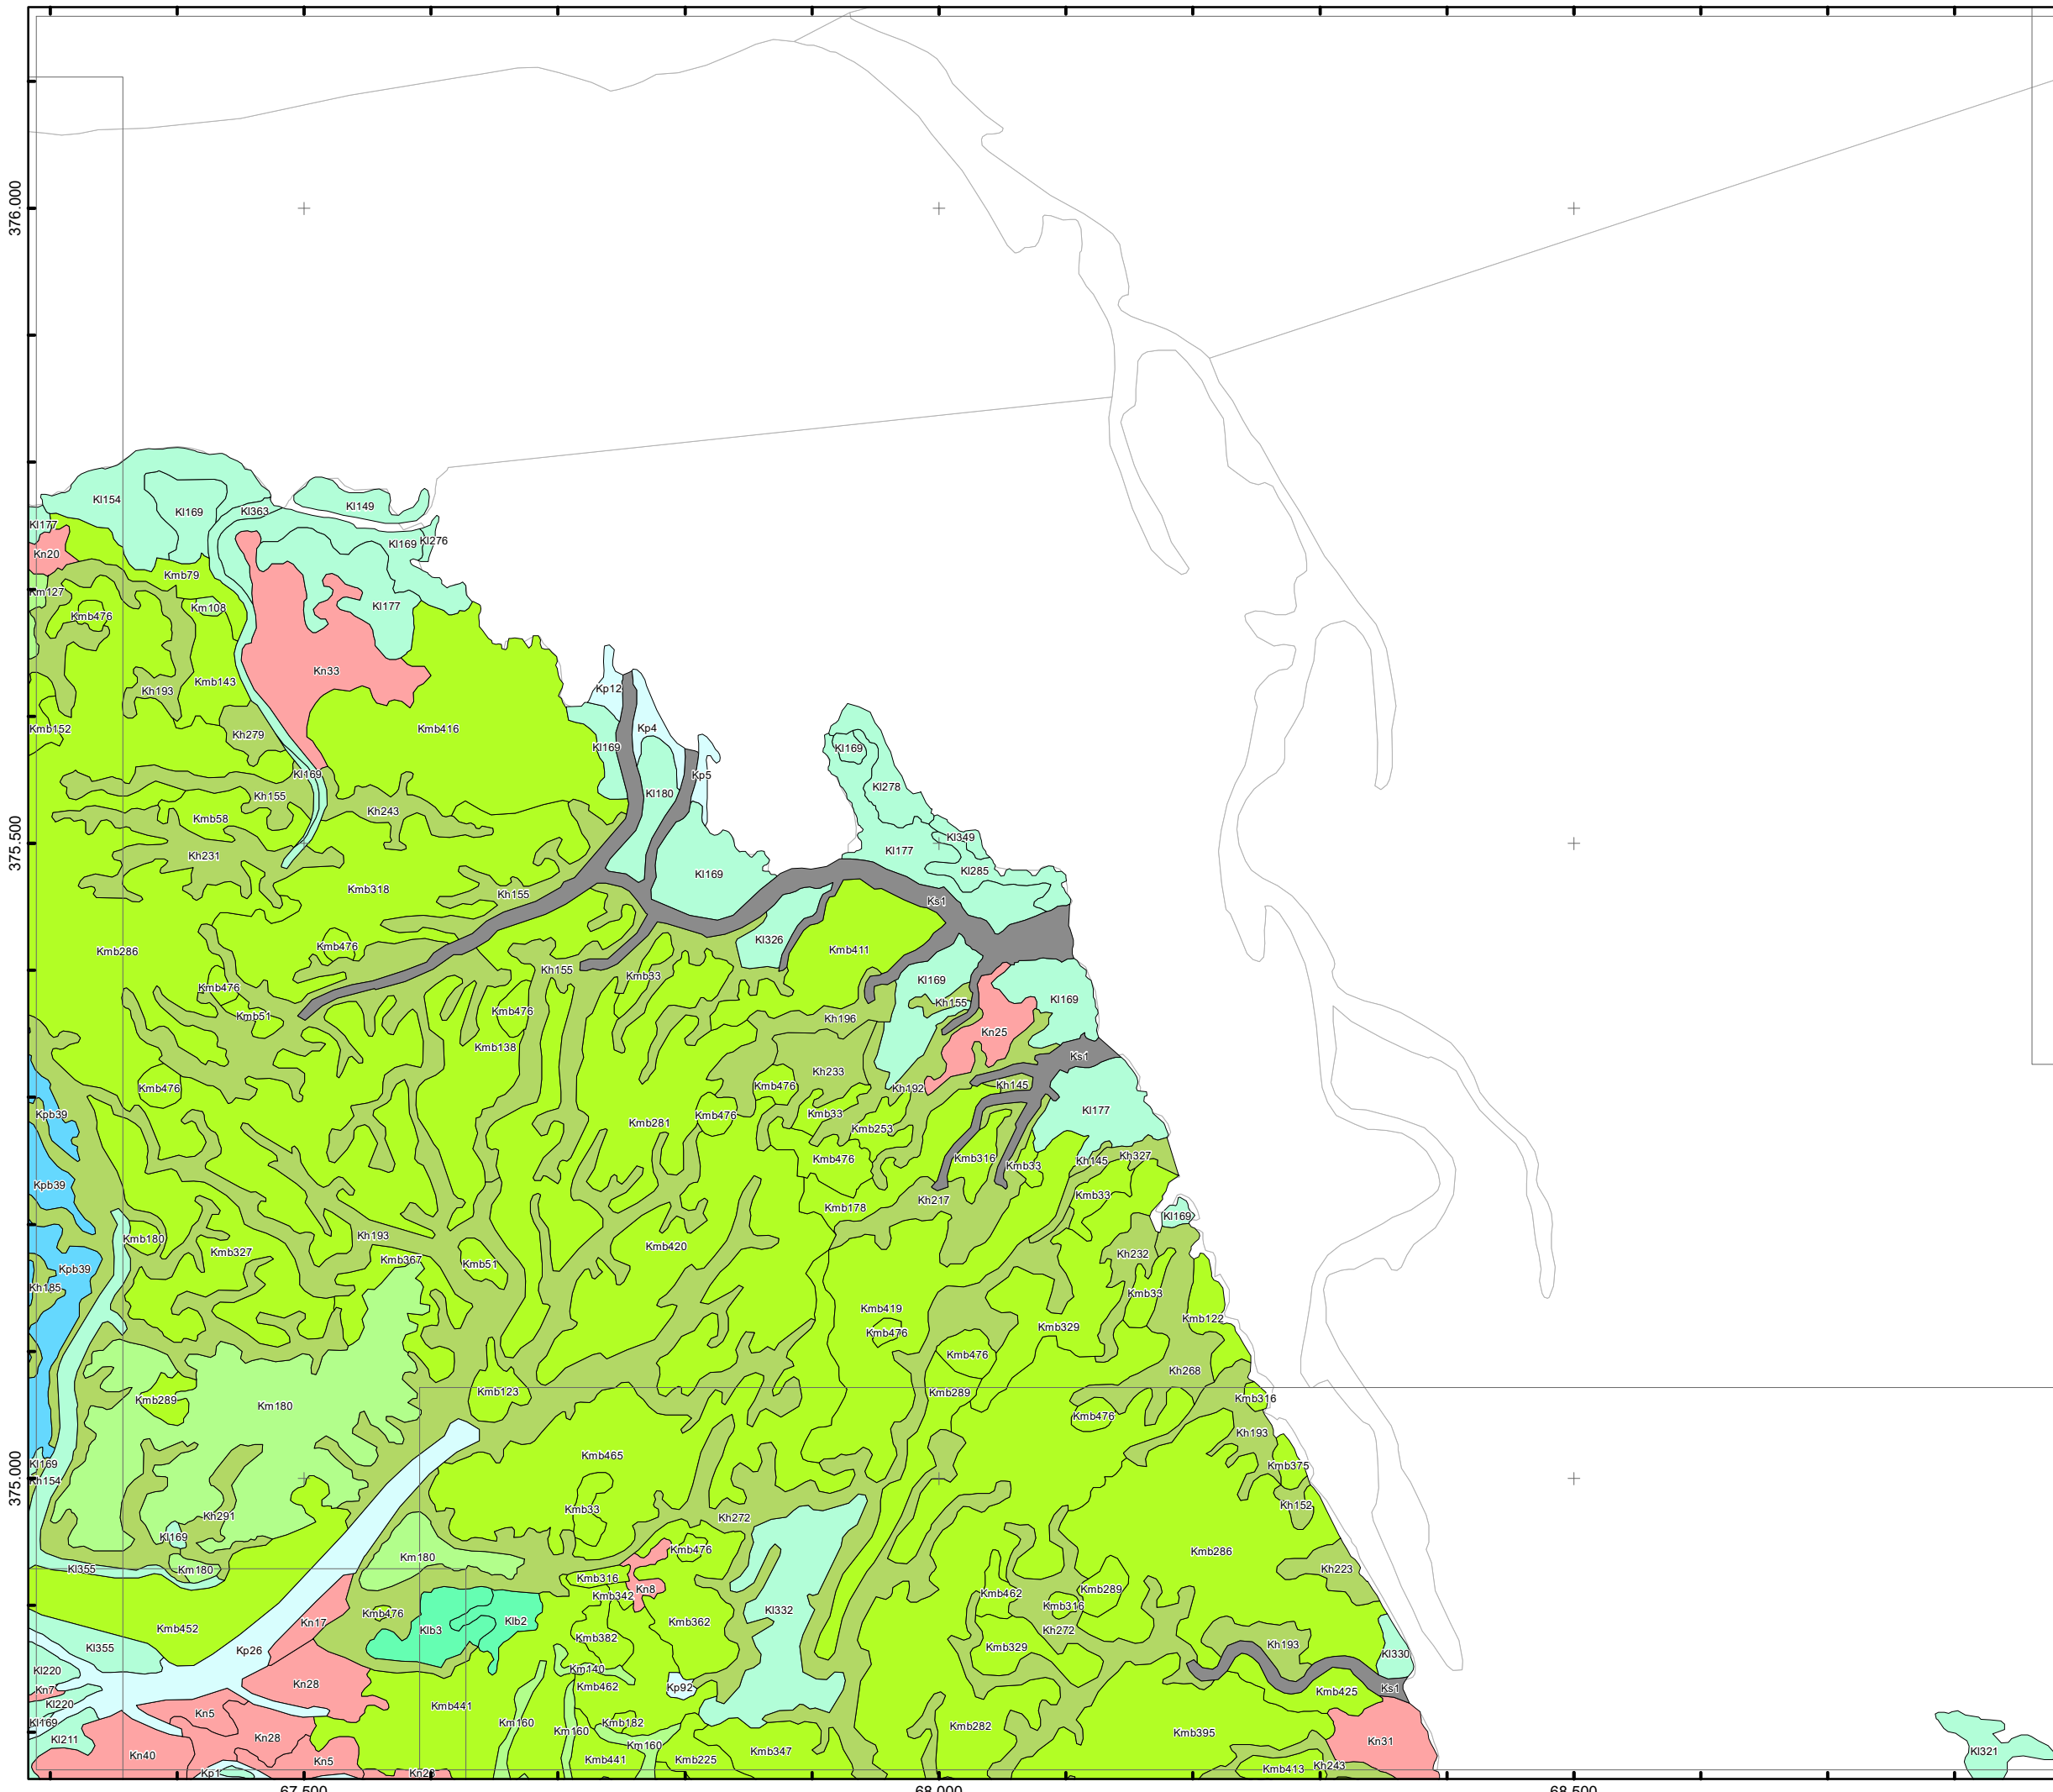 376.000
Kl154
Kl169
Kl363
Kl149
Kl177
Kl169
Kl276
Kn20
Kmb79
Km127
Km108
Kl177
Kmb476
Kn33
Kmb143
Kh193
Kp12
Kmb152
Kh279
Kmb416
Kp4
Kl169
Kl169
Kl169
Kp5
Kh155
Kl180
Kl278
Kmb58
Kh243
375.500
Kl349
Kh231
Kl177
Kl285
Kmb318
Kl169
Kh155
Ks1
Kmb286
Kmb476
Kl326
Kmb411
Kh155
Kmb33
Kl169
Kmb476
Kh155
Kl169
Kmb51
Kmb476
Kh196
Kn25
Kmb138
Ks1
Kmb476
Kh233
Kmb476
Kh192
Kh145
Kpb39
Kmb281
Kmb476
Kmb33
Kmb253
Kl177
Kmb476
Kmb316
Kmb33
Kh145
Kh327
Kpb39
Kmb178
Kh217
Kmb33
Kl169
Kmb180
Kh193
Kmb327
Kmb367
Kmb51
Kmb420
Kh232
Kpb39
Kh185
Kmb33
Kmb419
Kmb476
Kmb329
Kmb122
Kmb476
Kh268
Kmb289
Km180
Kmb123
Kmb289
Kmb316
Kmb476
Kh193
Kmb465
Kl169
Kh154
375.000
Kmb375
Kh152
Kh291
Kmb33
Kh272
Kl169
Km180
Kmb476
Kmb286
Kl355
Km180
Kmb316
Kmb342
Kn8
Kmb462
Kmb289
Kh223
Kmb476
Klb3
Klb2
Kmb362
Kl332
Kmb316
Kn17
Kmb452
Kl355
Kp26
Kmb382
Kmb329
Kh272
Kh193
Kl330
Kl220
Km140
Kmb462
Kp92
Kn28
Kn7
Kl220
Kmb441
Kmb425
Ks1
Kl169
Kn5
Km160
Km160
Kmb182
Kmb282
Kmb395
Kl211
Kn28
Km160
Kn31
Kn40
Kn5
Kmb441
Kmb225
Kmb347
Kl321
Kp1
Kmb413
Kh243
67.500
68.000
68.500